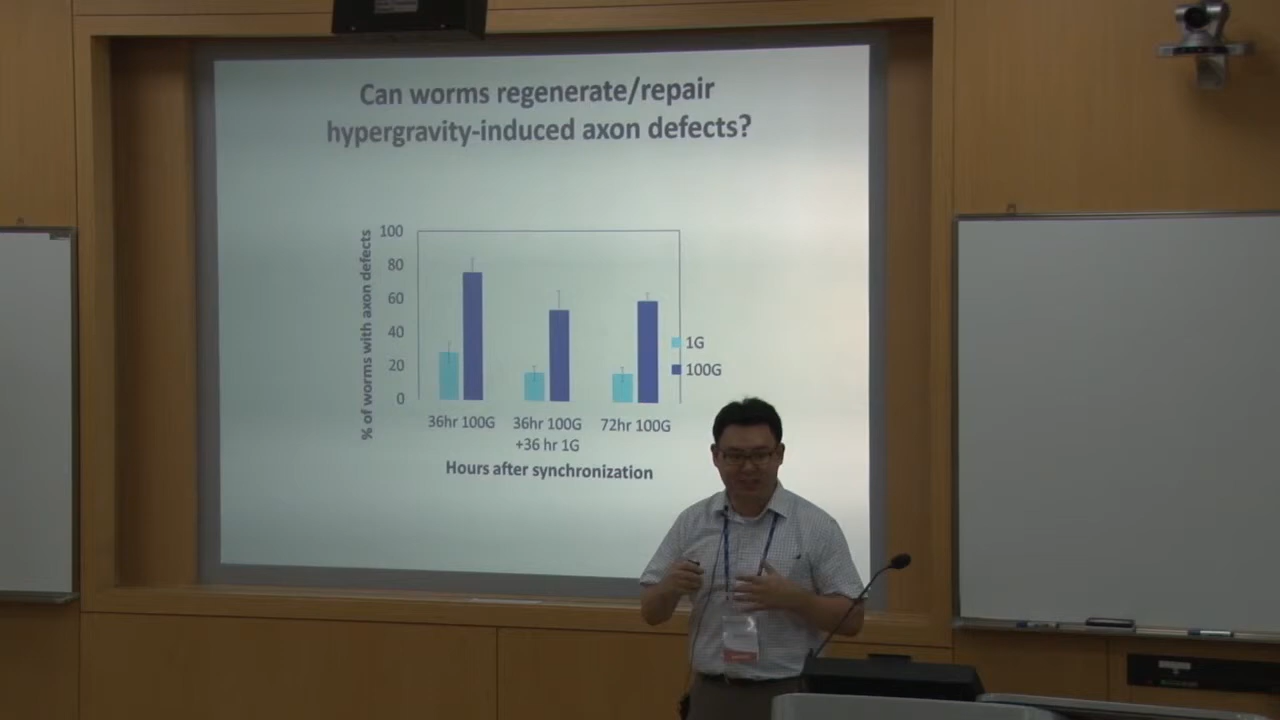 Can worms regenerate/repair
hypergravity-induced axon defects?
% of worms with axon defects
100
80
60
40
20
0
1G
100G
36hr 100G
36hr 100G
+36 hr 1G
72hr 100G
Hours after synchronization